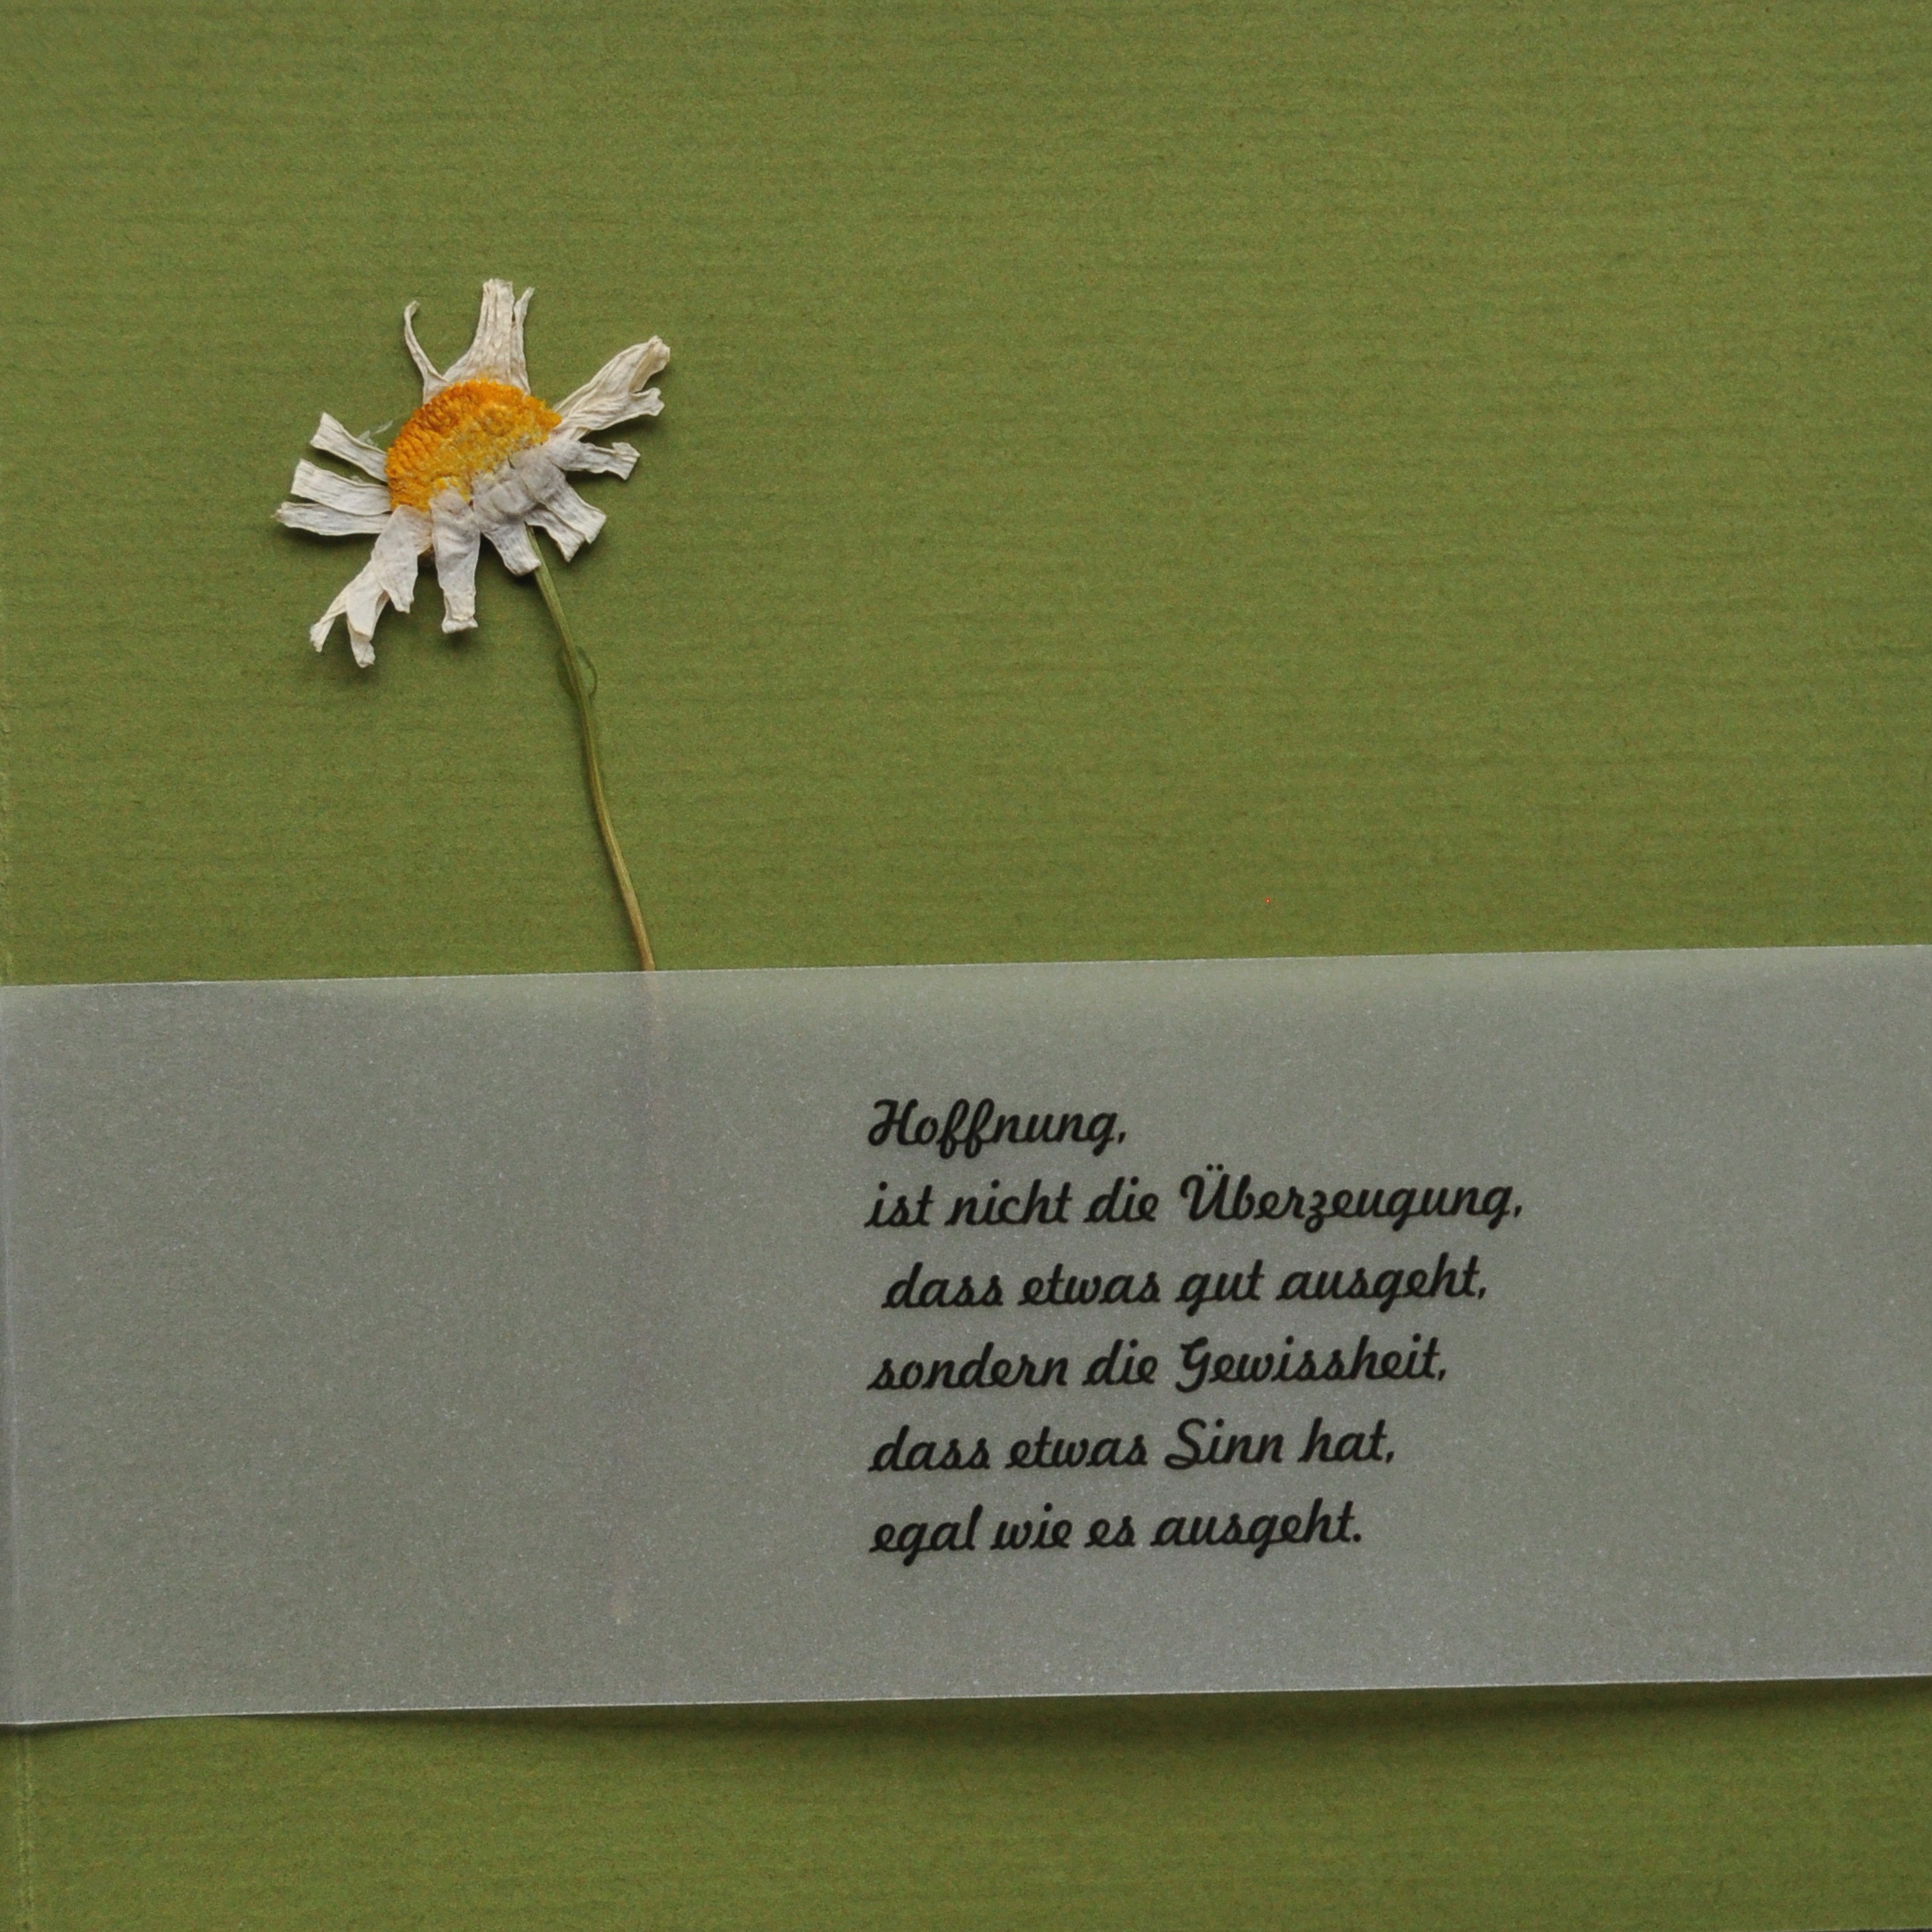 Hoffnung,
ist nicht die Überzeugung,
dass etwas gut ausgeht,
sondern die Gewissheit,
dass etwas Sinn hat,
egal wie es ausgeht.